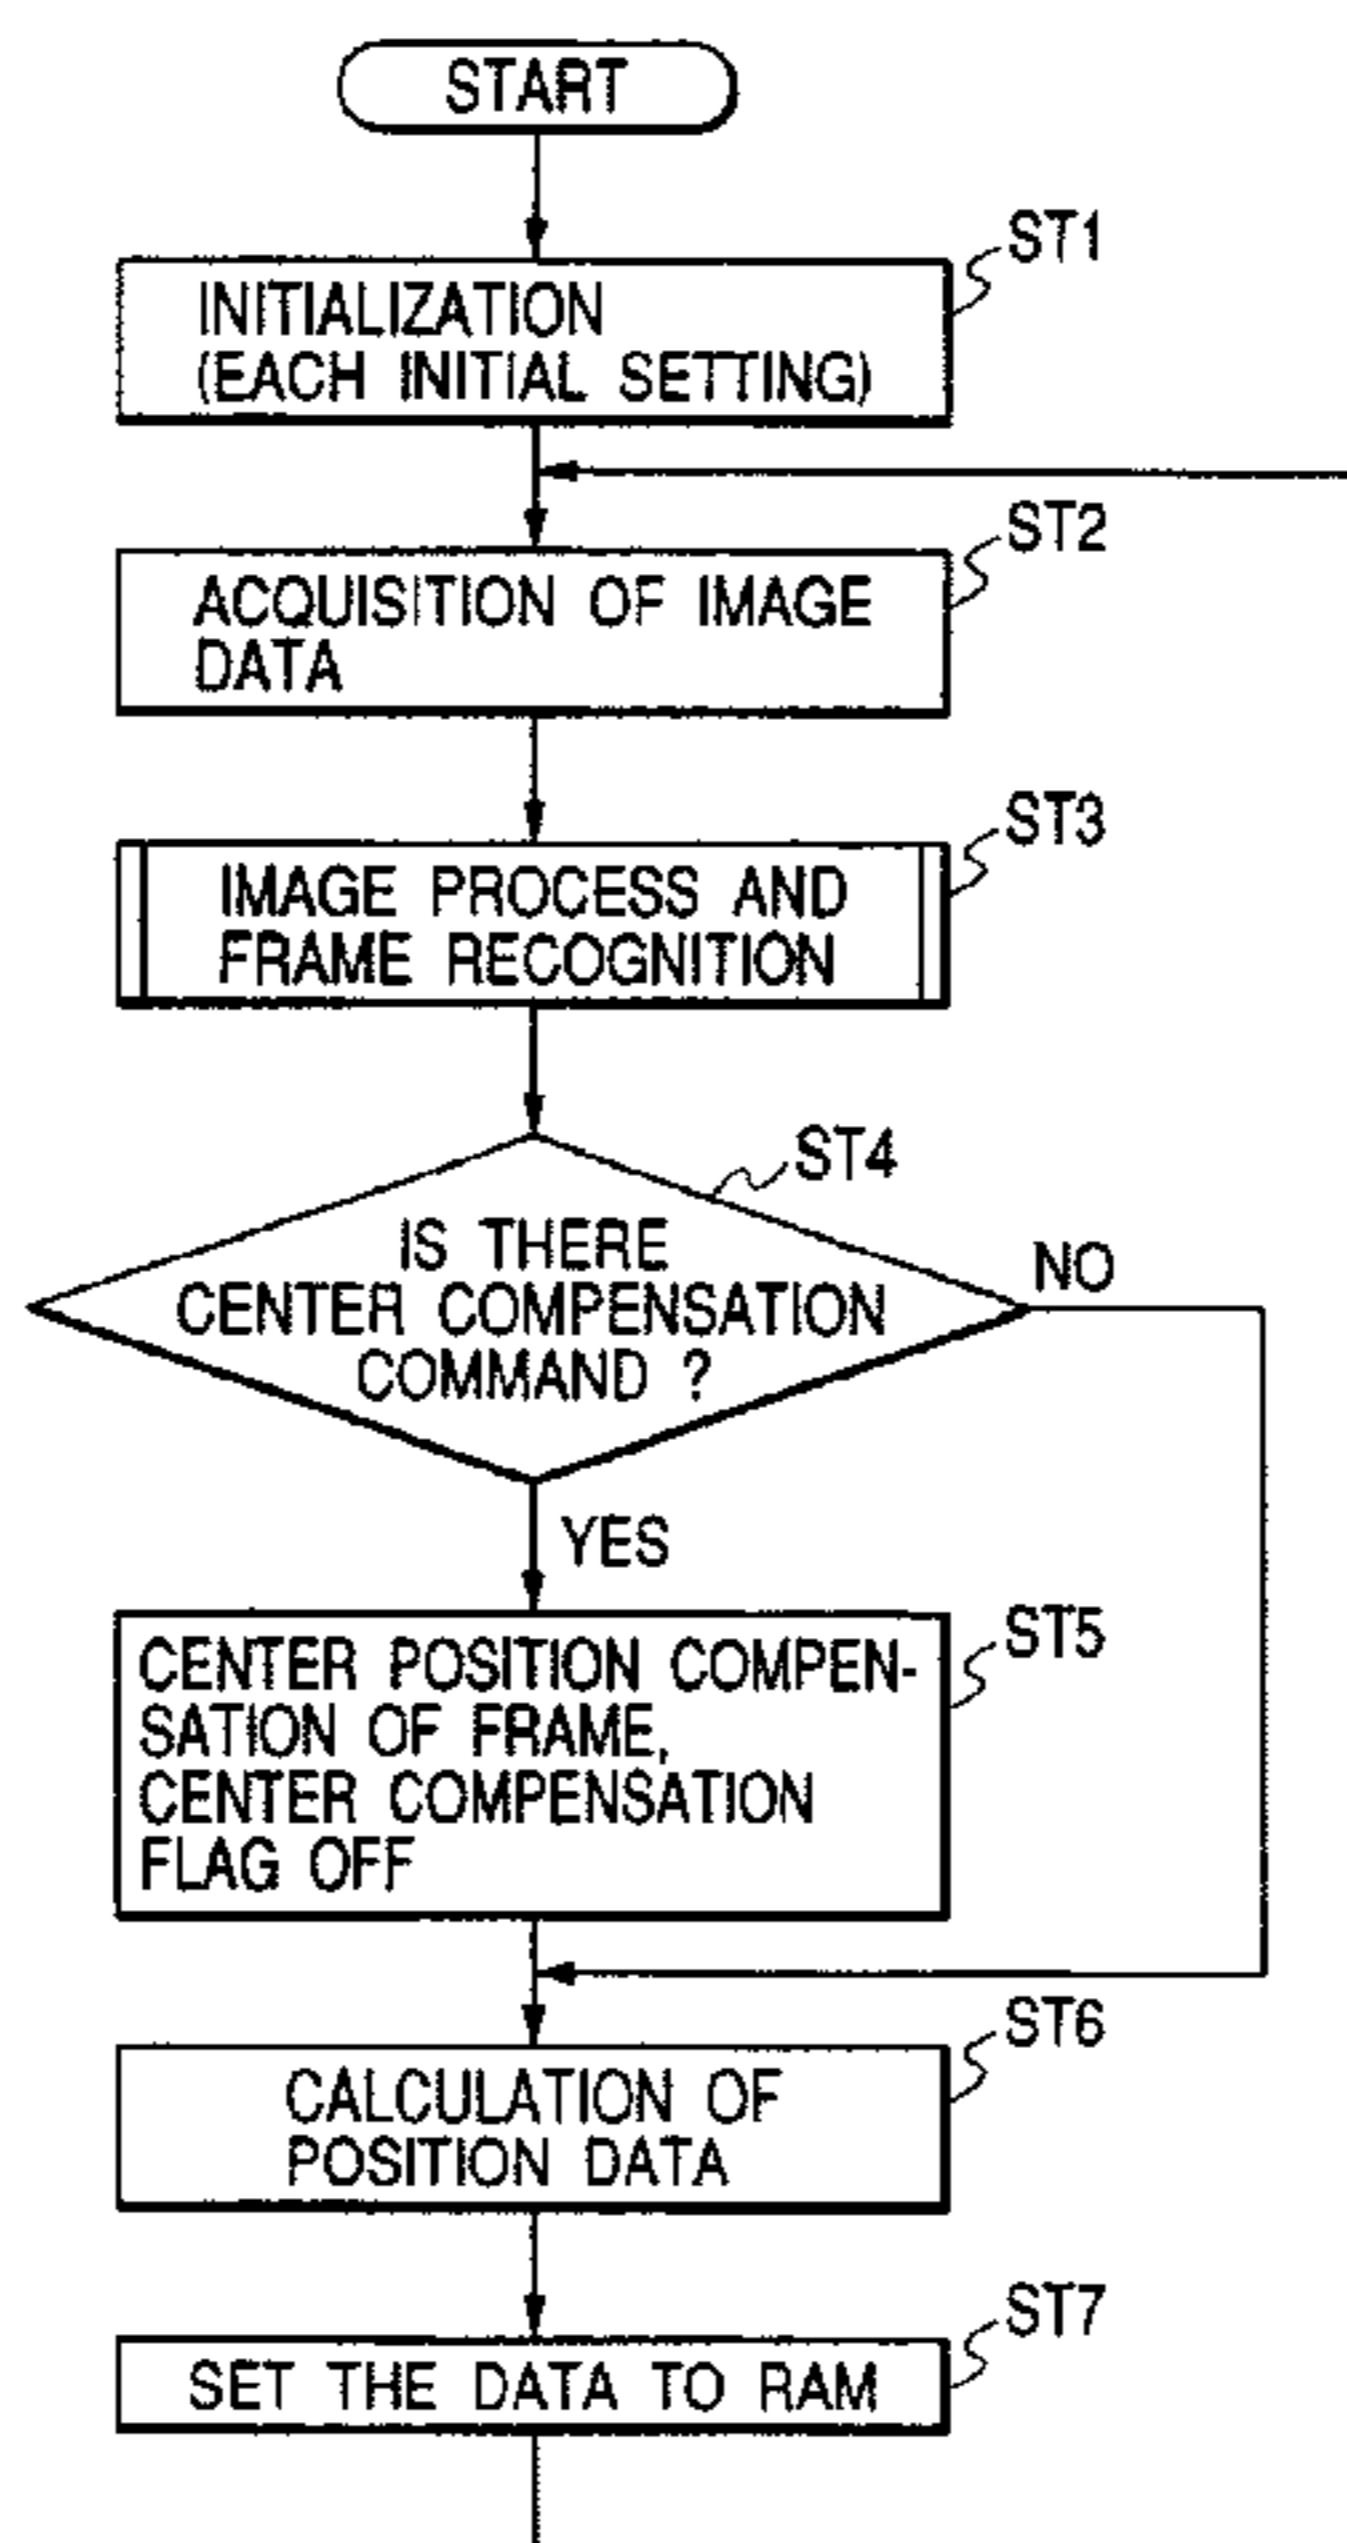 START
ST1
INITIALIZATION
(EACH INITIAL SETTING)
ST2
ACQUISITION OF IMAGE
DATA
ST3
IMAGE PROCESS AND
FRAME RECOGNITION
ST4
IS THERE
CENTER COMPENSATION
COMMAND ?
NO
YES
ST5
CENTER POSITION COMPEN-
SATION OF FRAME,
CENTER COMPENSATION
FLAG OFF
ST6
CALCULATION OF
POSITION DATA
ST7
SET THE DATA TO RAM